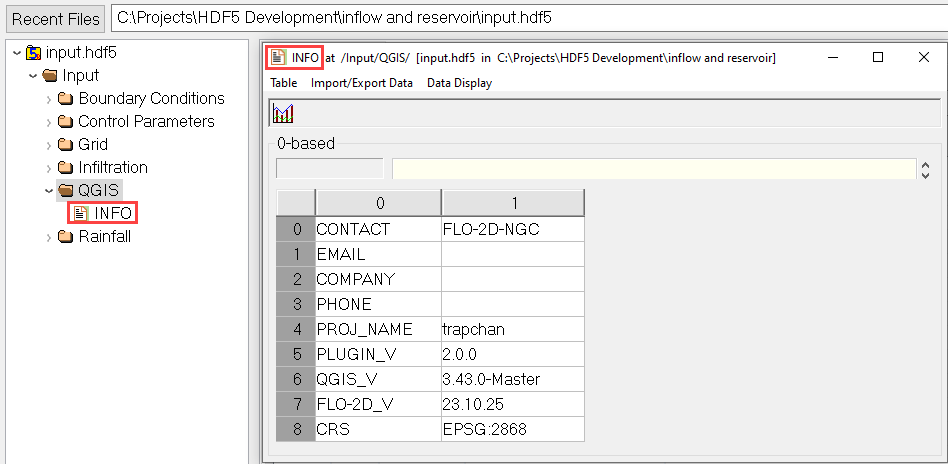 Recent Files
C:\Projects\HDF5 Development\inflow and reservoir\input.hdf5
input.hdf5
Input
Boundary Conditions
Control Parameters
Grid
Infiltration
QGIS
INFO
Rainfall
INFO at /Input/QGIS/ [input.hdf5 in C:\Projects\HDF5 Development\inflow and reservoir]
Table Import/Export Data Data Display
0-based
0 1
0 CONTACT FLO-2D-NGC
1 EMAIL
2 COMPANY
3 PHONE
4 PROJ_NAME trapchan
5 PLUGIN_V 2.0.0
6 QGIS_V 3.43.0-Master
7 FLO-2D_V 23.10.25
8 CRS EPSG:2868